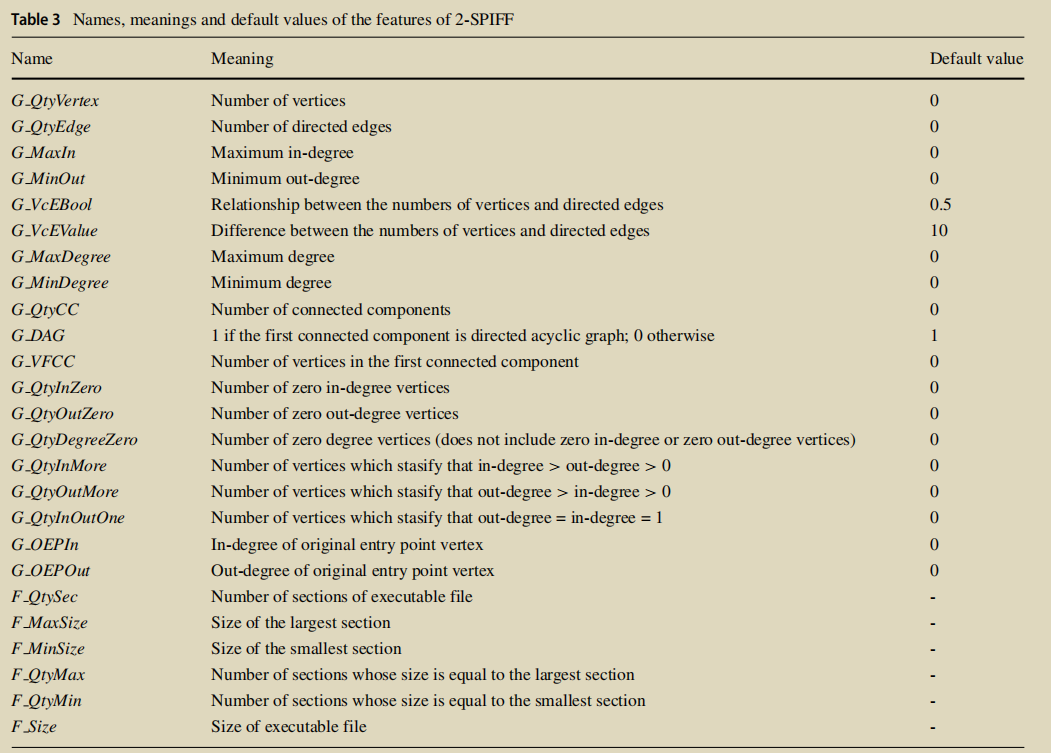 Table 3 Names, meanings and default values of the features of 2-SPIFF
Name Meaning Default value
G_QtyVertex Number of vertices 0
G_QtyEdge Number of directed edges 0
G_MaxIn Maximum in-degree 0
G_MinOut Minimum out-degree 0
G_VcEBool Relationship between the numbers of vertices and directed edges 0.5
G_VcEValue Difference between the numbers of vertices and directed edges 10
G_MaxDegree Maximum degree 0
G_MinDegree Minimum degree 0
G_QtyCC Number of connected components 0
G_DAG 1 if the first connected component is directed acyclic graph; 0 otherwise 1
G_VFCC Number of vertices in the first connected component 0
G_QtyInZero Number of zero in-degree vertices 0
G_QtyOutZero Number of zero out-degree vertices 0
G_QtyDegreeZero Number of zero degree vertices (does not include zero in-degree or zero out-degree vertices) 0
G_QtyInMore Number of vertices which stasify that in-degree > out-degree > 0 0
G_QtyOutMore Number of vertices which stasify that out-degree > in-degree > 0 0
G_QtyInOutOne Number of vertices which stasify that out-degree = in-degree = 1 0
G_OEPIn In-degree of original entry point vertex 0
G_OEPOut Out-degree of original entry point vertex 0
F_QtySec Number of sections of executable file -
F_MaxSize Size of the largest section -
F_MinSize Size of the smallest section -
F_QtyMax Number of sections whose size is equal to the largest section -
F_QtyMin Number of sections whose size is equal to the smallest section -
F_Size Size of executable file -